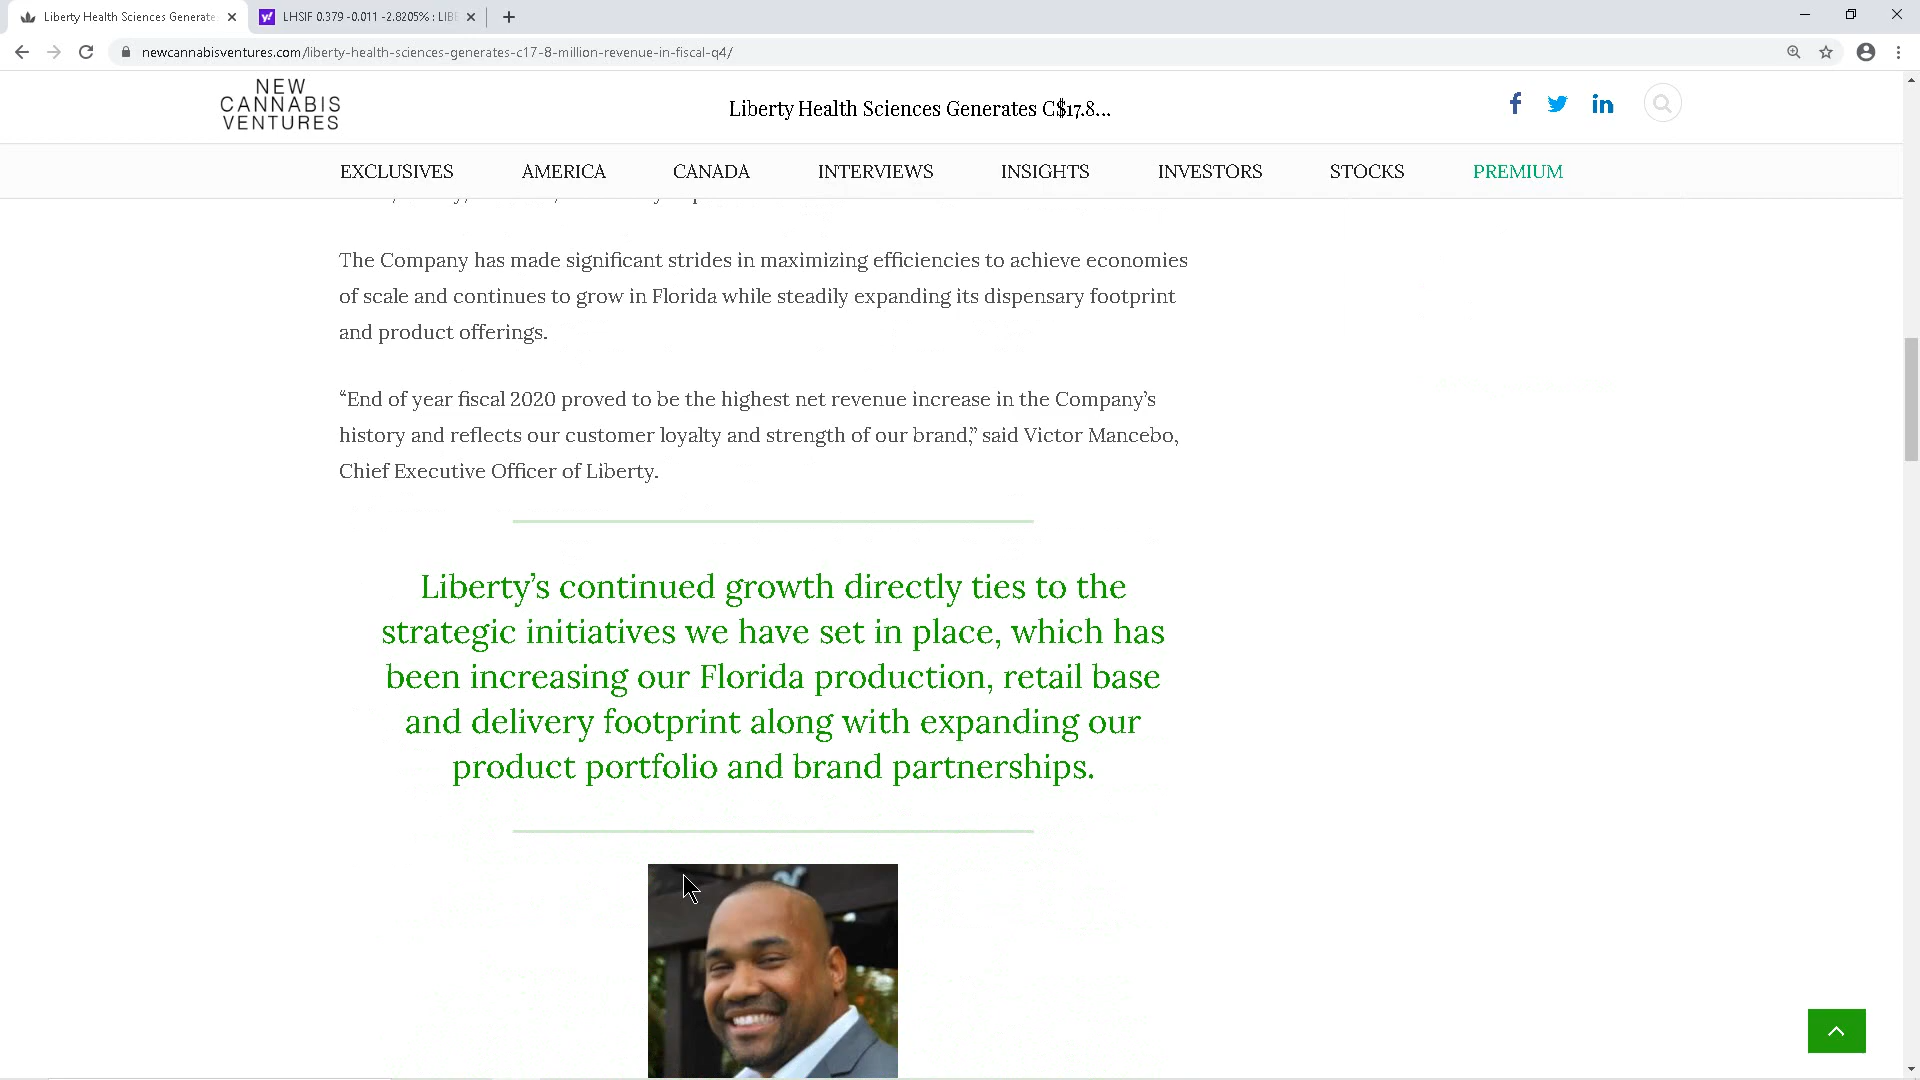 Liberty Health Sciences Generate
LHSIF 0.379 -0.011 -2.8205% : LIBE
newcannabisventures.com/liberty-health-sciences-generates-c17-8-million-revenue-in-fiscal-q4/
NEW
CANNABIS
VENTURES
Liberty Health Sciences Generates C$17.8...
EXCLUSIVES AMERICA CANADA INTERVIEWS INSIGHTS INVESTORS STOCKS PREMIUM
The Company has made significant strides in maximizing efficiencies to achieve economies
of scale and continues to grow in Florida while steadily expanding its dispensary footprint
and product offerings.
“End of year fiscal 2020 proved to be the highest net revenue increase in the Company’s
history and reflects our customer loyalty and strength of our brand,” said Victor Mancebo,
Chief Executive Officer of Liberty.
Liberty’s continued growth directly ties to the
strategic initiatives we have set in place, which has
been increasing our Florida production, retail base
and delivery footprint along with expanding our
product portfolio and brand partnerships.